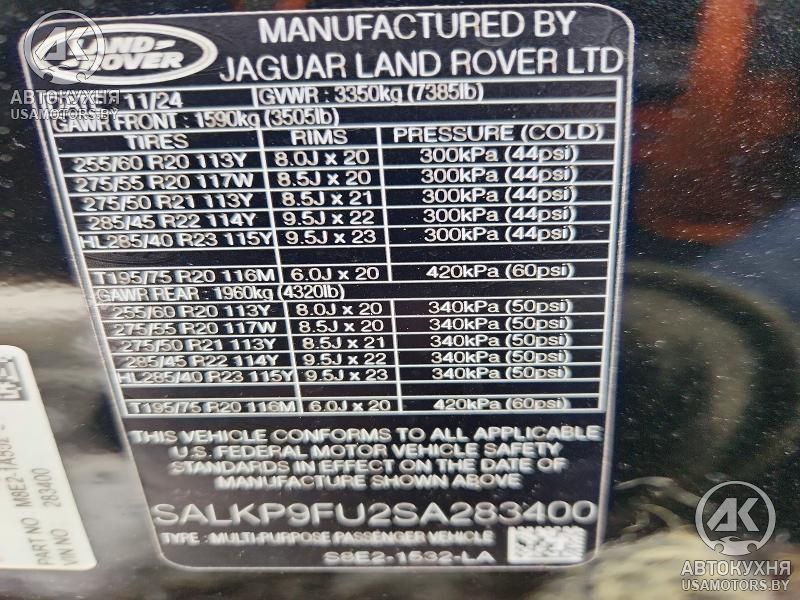 LAND-
ROVER
MANUFACTURED BY
JAGUAR LAND ROVER LTD
11/24 GVWR : 3350kg (7385lb)
GAWR FRONT : 1590kg (3505lb)
TIRES RIMS PRESSURE (COLD)
255/60 R20 113Y 8.0J x 20 300kPa (44psi)
275/55 R20 117W 8.5J x 20 300kPa (44psi)
275/50 R21 113Y 8.5J x 21 300kPa (44psi)
285/45 R22 114Y 9.5J x 22 300kPa (44psi)
HL285/40 R23 115Y 9.5J x 23 300kPa (44psi)
T195/75 R20 116M 6.0J x 20 420kPa (60psi)
GAWR REAR : 1960kg (4320lb)
255/60 R20 113Y 8.0J x 20 340kPa (50psi)
275/55 R20 117W 8.5J x 20 340kPa (50psi)
275/50 R21 113Y 8.5J x 21 340kPa (50psi)
285/45 R22 114Y 9.5J x 22 340kPa (50psi)
HL285/40 R23 115Y 9.5J x 23 340kPa (50psi)
T195/75 R20 116M 6.0J x 20 420kPa (60psi)
THIS VEHICLE CONFORMS TO ALL APPLICABLE
U.S. FEDERAL MOTOR VEHICLE SAFETY
STANDARDS IN EFFECT ON THE DATE OF
MANUFACTURE SHOWN ABOVE
SALKP9FU2SA283400
TYPE : MULTI-PURPOSE PASSENGER VEHICLE
S8E2-1532-LA
PART NO M8E2-1A502
VIN NO 283400
АК
АВТОКУХНЯ
USAMOTORS.BY
АК
АВТОКУХНЯ
USAMOTORS.BY